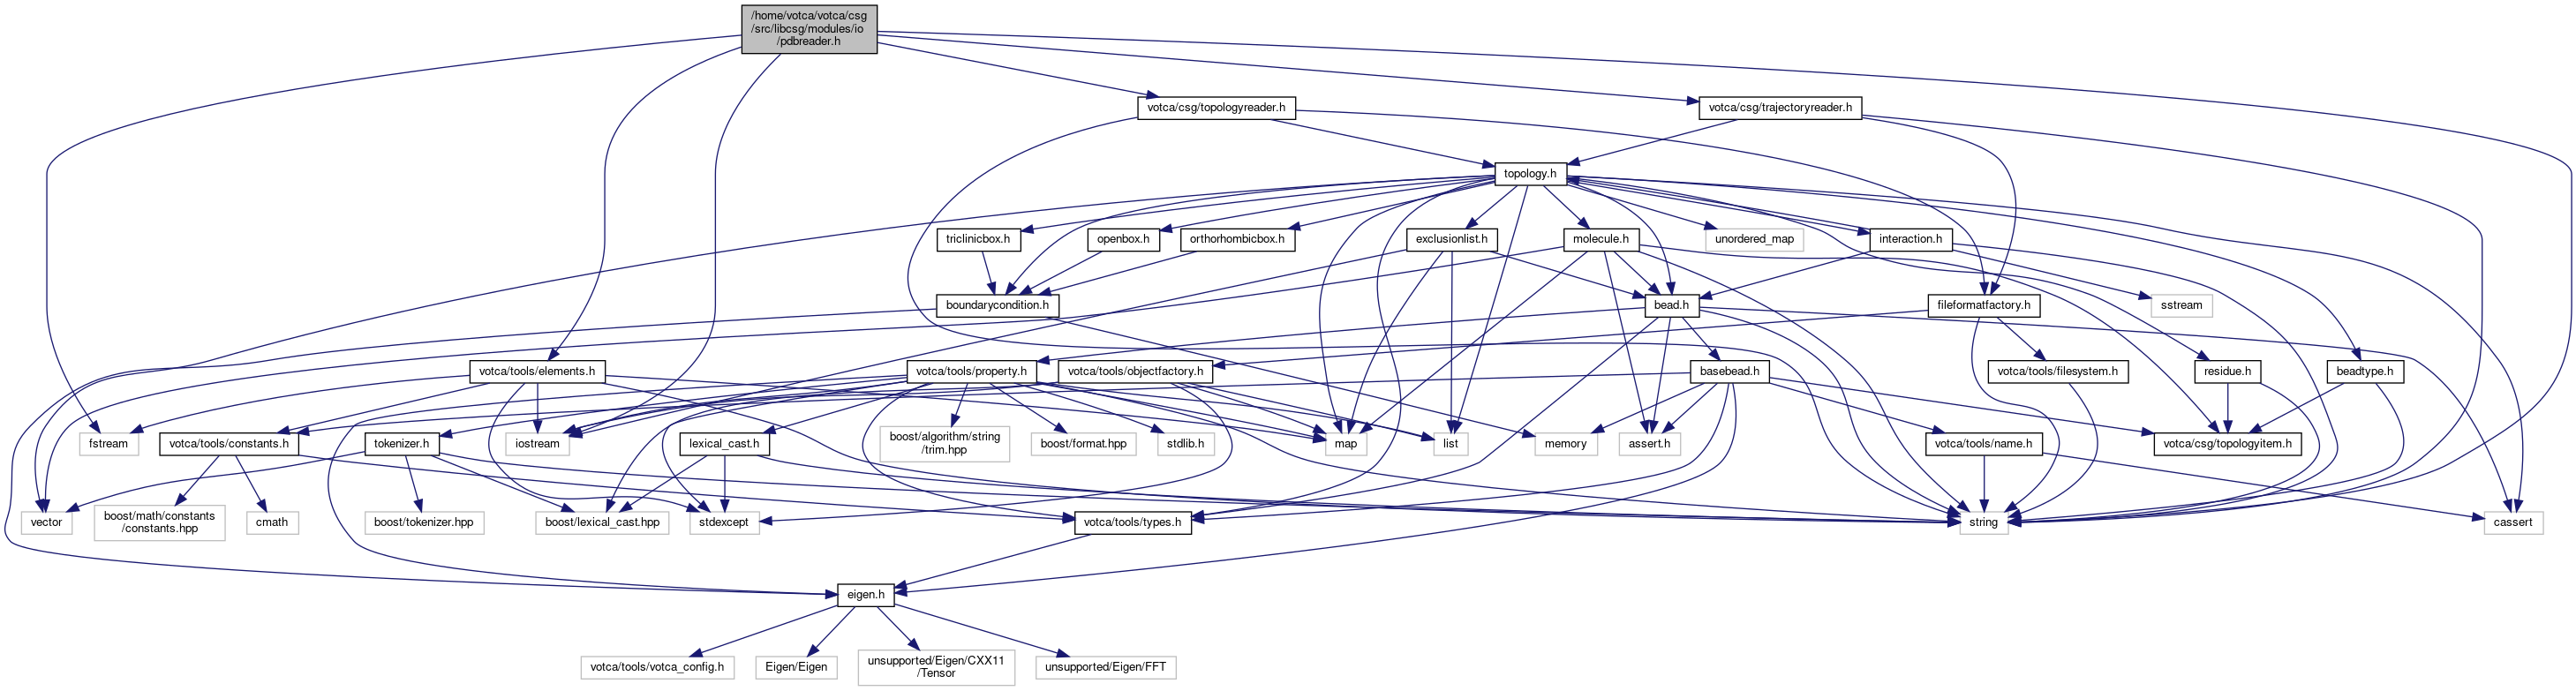 /home/votca/votca/csg
/src/libcsg/modules/io
/pdbreader.h
votca/csg/topologyreader.h
votca/csg/trajectoryreader.h
topology.h
triclinicbox.h
openbox.h
orthorhombicbox.h
exclusionlist.h
molecule.h
unordered_map
interaction.h
boundarycondition.h
bead.h
fileformatfactory.h
sstream
votca/tools/elements.h
votca/tools/property.h
votca/tools/objectfactory.h
basebead.h
votca/tools/filesystem.h
residue.h
beadtype.h
fstream
votca/tools/constants.h
tokenizer.h
iostream
lexical_cast.h
boost/algorithm/string
/trim.hpp
boost/format.hpp
stdlib.h
map
list
memory
assert.h
votca/tools/name.h
votca/csg/topologyitem.h
vector
boost/math/constants
/constants.hpp
cmath
boost/tokenizer.hpp
boost/lexical_cast.hpp
stdexcept
votca/tools/types.h
string
cassert
eigen.h
votca/tools/votca_config.h
Eigen/Eigen
unsupported/Eigen/CXX11
/Tensor
unsupported/Eigen/FFT